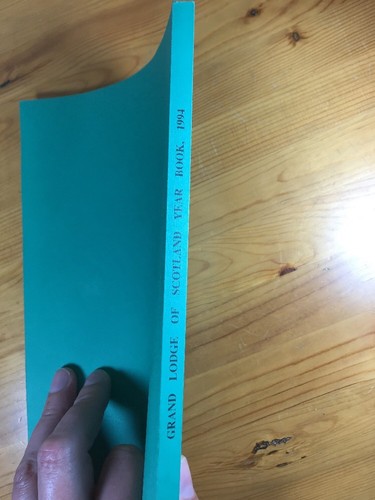 GRAND LODGE OF SCOTLAND YEAR BOOK, 1994